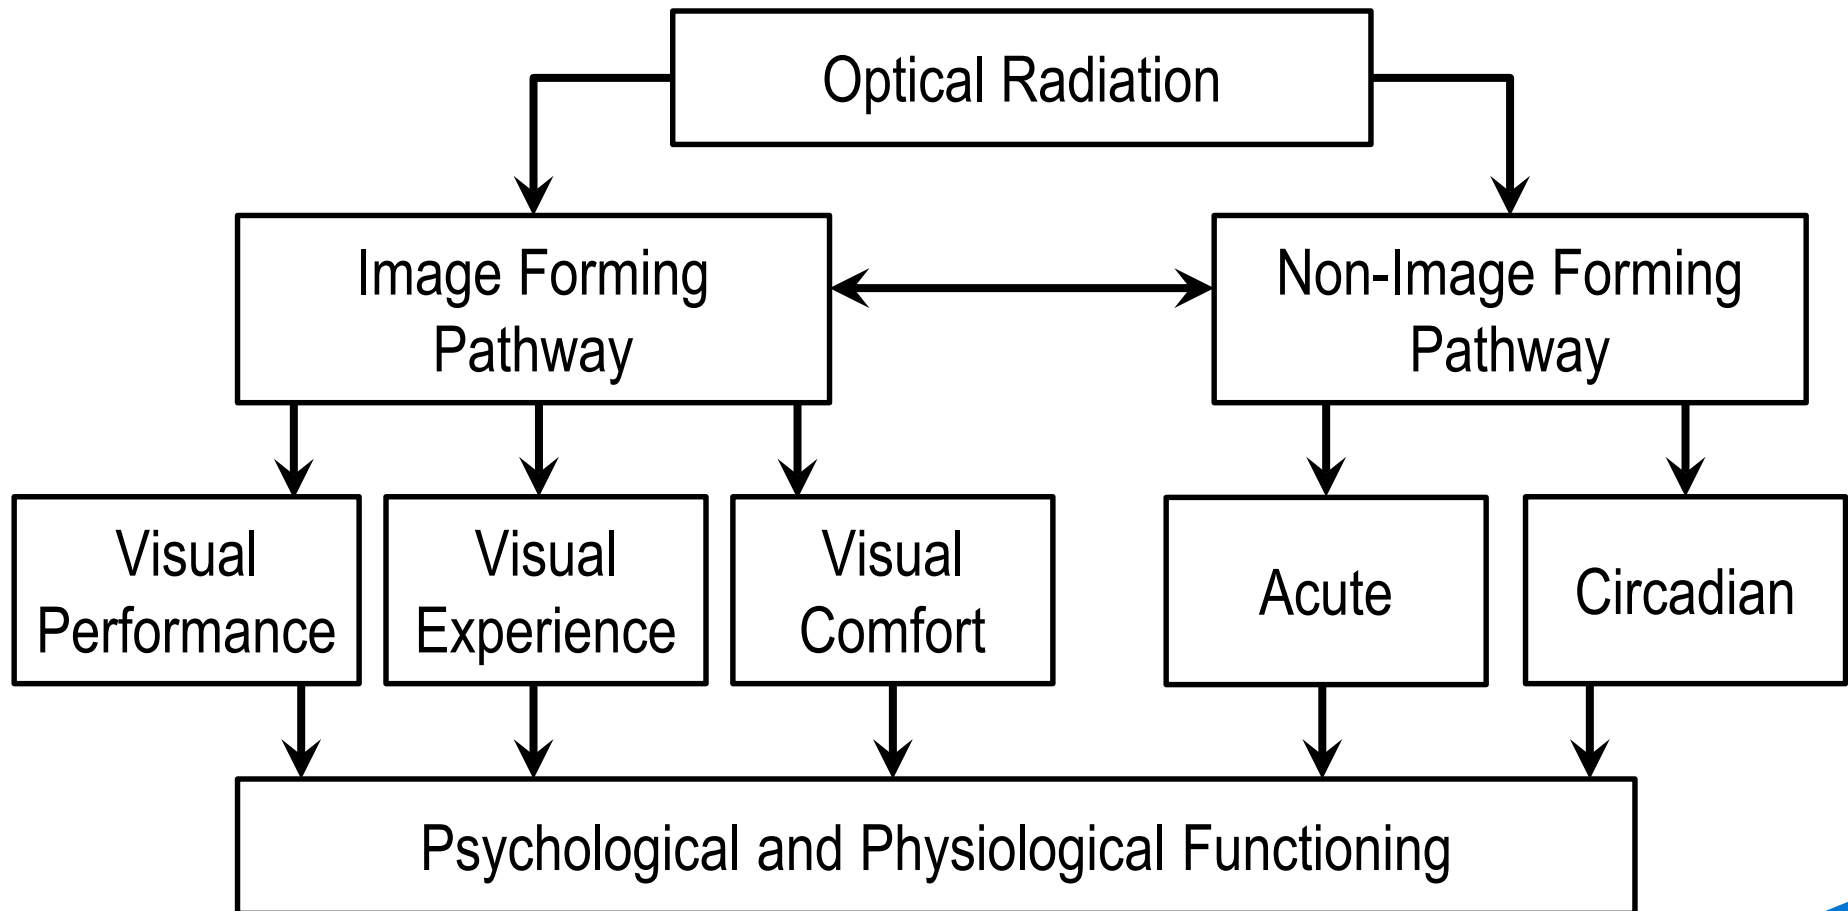 Optical Radiation
Image Forming
Pathway
Non-Image Forming
Pathway
Visual
Performance
Visual
Experience
Visual
Comfort
Acute
Circadian
Psychological and Physiological Functioning